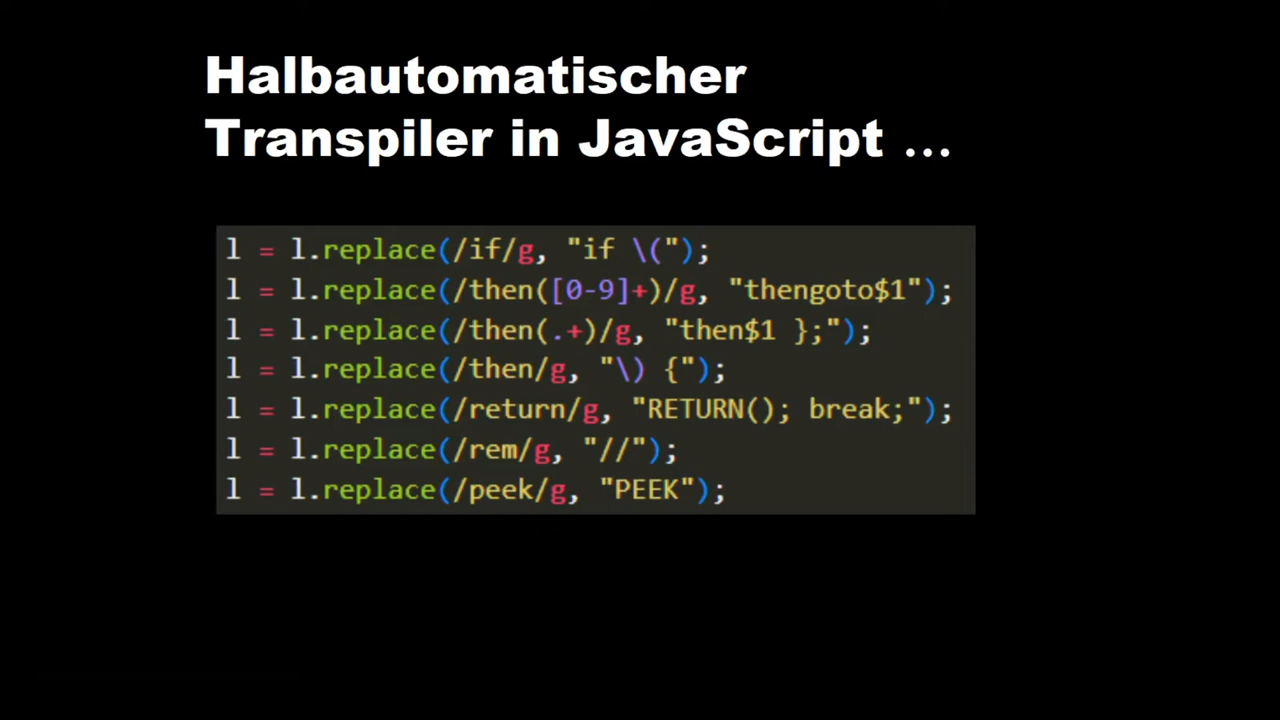 Halbautomatischer
Transpiler in JavaScript ...
l = l.replace(/if/g, "if \(");
l = l.replace(/then([0-9]+)/g, "thengoto$1");
l = l.replace(/then(.+)/g, "then$1 };");
l = l.replace(/then/g, "\) {");
l = l.replace(/return/g, "RETURN(); break;");
l = l.replace(/rem/g, "//");
l = l.replace(/peek/g, "PEEK");